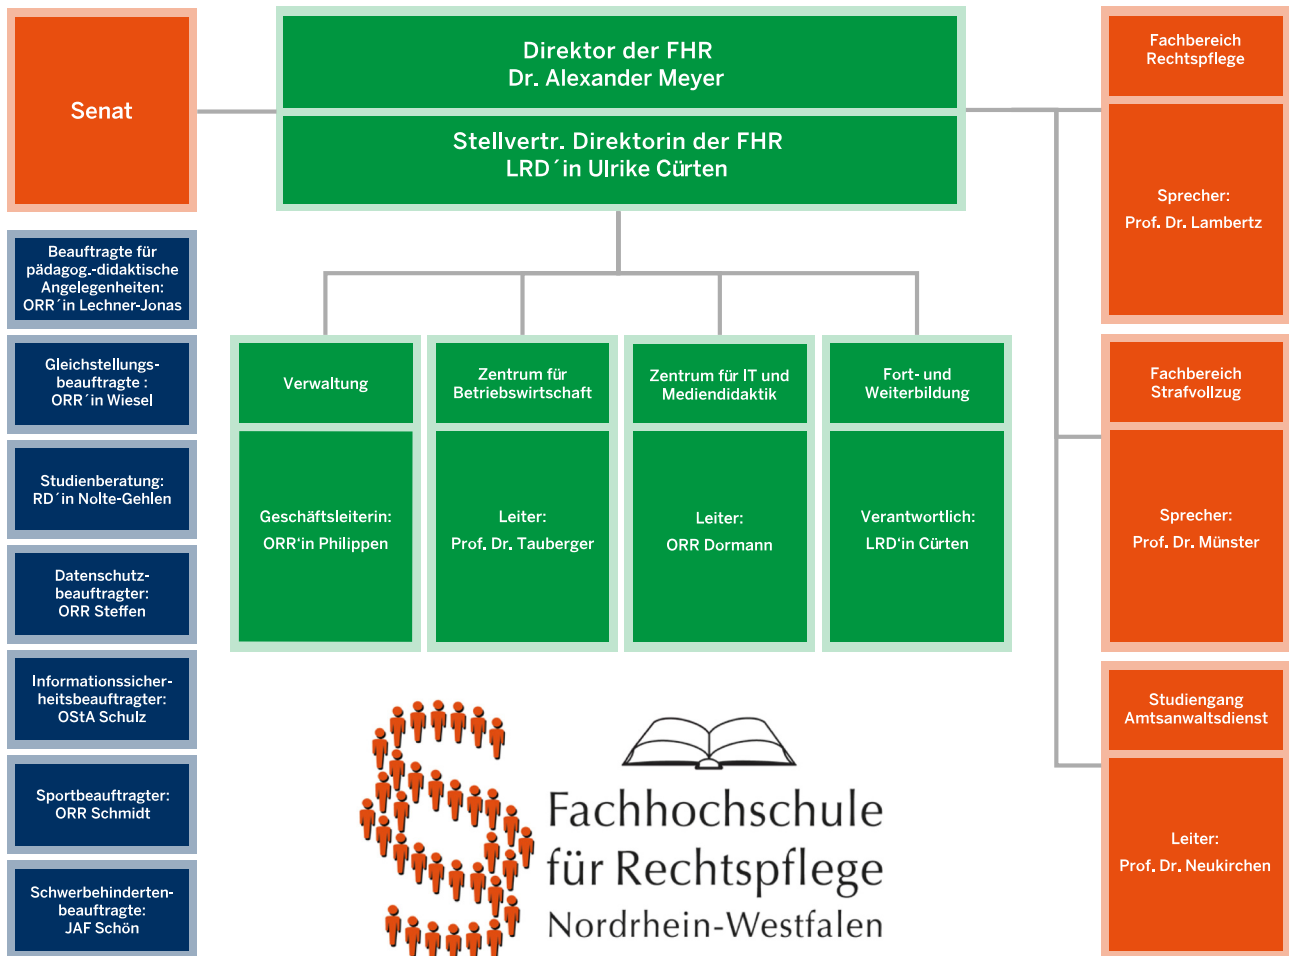 Senat
Direktor der FHR
Dr. Alexander Meyer
Stellvertr. Direktorin der FHR
LRD´in Ulrike Cürten
Fachbereich
Rechtspflege
Sprecher:
Prof. Dr. Lambertz
Beauftragte für
pädagog.-didaktische
Angelegenheiten:
ORR´in Lechner-Jonas
Gleichstellungs-
beauftragte :
ORR´in Wiesel
Studienberatung:
RD´in Nolte-Gehlen
Datenschutz-
beauftragter:
ORR Steffen
Informationssicher-
heitsbeauftragter:
OStA Schulz
Sportbeauftragter:
ORR Schmidt
Schwerbehinderten-
beauftragte:
JAF Schön
Verwaltung
Geschäftsleiterin:
ORR'in Philippen
Zentrum für
Betriebswirtschaft
Leiter:
Prof. Dr. Tauberger
Zentrum für IT und
Mediendidaktik
Leiter:
ORR Dormann
Fort- und
Weiterbildung
Verantwortlich:
LRD'in Cürten
Fachbereich
Strafvollzug
Sprecher:
Prof. Dr. Münster
Studiengang
Amtsanwaltsdienst
Leiter:
Prof. Dr. Neukirchen
Fachhochschule
für Rechtspflege
Nordrhein-Westfalen